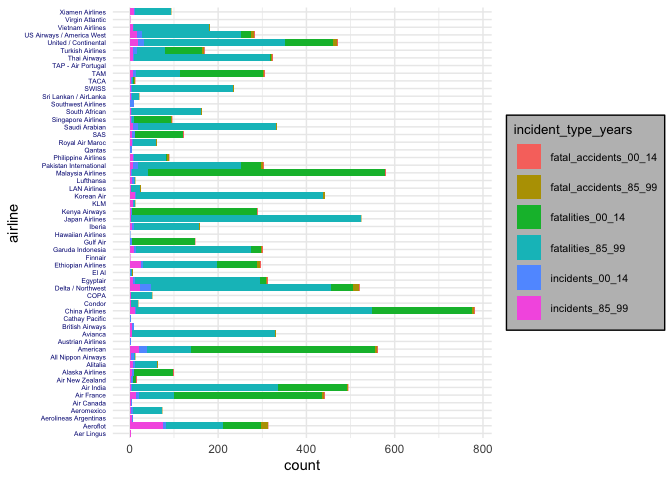 Xiamen Airlines
Virgin Atlantic
Vietnam Airlines
US Airways / America West
United / Continental
Turkish Airlines
Thai Airways
TAP - Air Portugal
TAM
TACA
SWISS
Sri Lankan / AirLanka
Southwest Airlines
South African
Singapore Airlines
Saudi Arabian
SAS
Royal Air Maroc
Qantas
Philippine Airlines
Pakistan International
Malaysia Airlines
Lufthansa
LAN Airlines
Korean Air
KLM
Kenya Airways
Japan Airlines
Iberia
Hawaiian Airlines
Gulf Air
Garuda Indonesia
Finnair
Ethiopian Airlines
El Al
Egyptair
Delta / Northwest
COPA
Condor
China Airlines
Cathay Pacific
British Airways
Avianca
Austrian Airlines
American
All Nippon Airways
Alitalia
Alaska Airlines
Air New Zealand
Air India
Air France
Air Canada
Aeromexico
Aerolineas Argentinas
Aeroflot
Aer Lingus
airline
0 200 400 600 800
count
incident_type_years
fatal_accidents_00_14
fatal_accidents_85_99
fatalities_00_14
fatalities_85_99
incidents_00_14
incidents_85_99